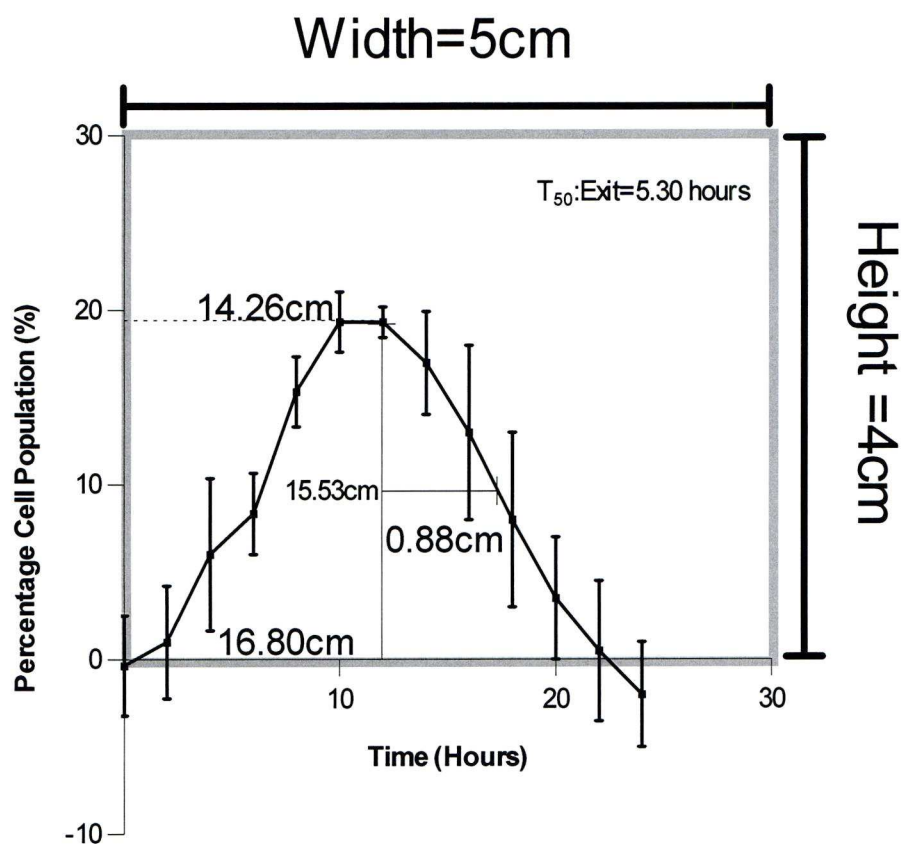 Width=5cm
30
T₅₀:Exit=5.30 hours
Height =4cm
Percentage Cell Population (%)
20
14.26cm
10
15.53cm
0.88cm
16.80cm
0
10
20
30
Time (Hours)
-10